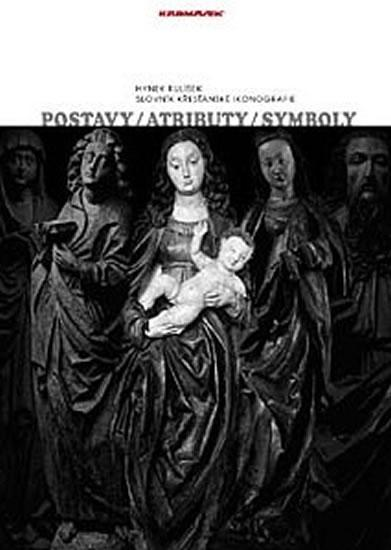 KARMÁŠEK
HYNEK RULÍŠEK
SLOVNÍK KŘESŤANSKÉ IKONOGRAFIE
POSTAVY/ATRIBUTY/SYMBOLY